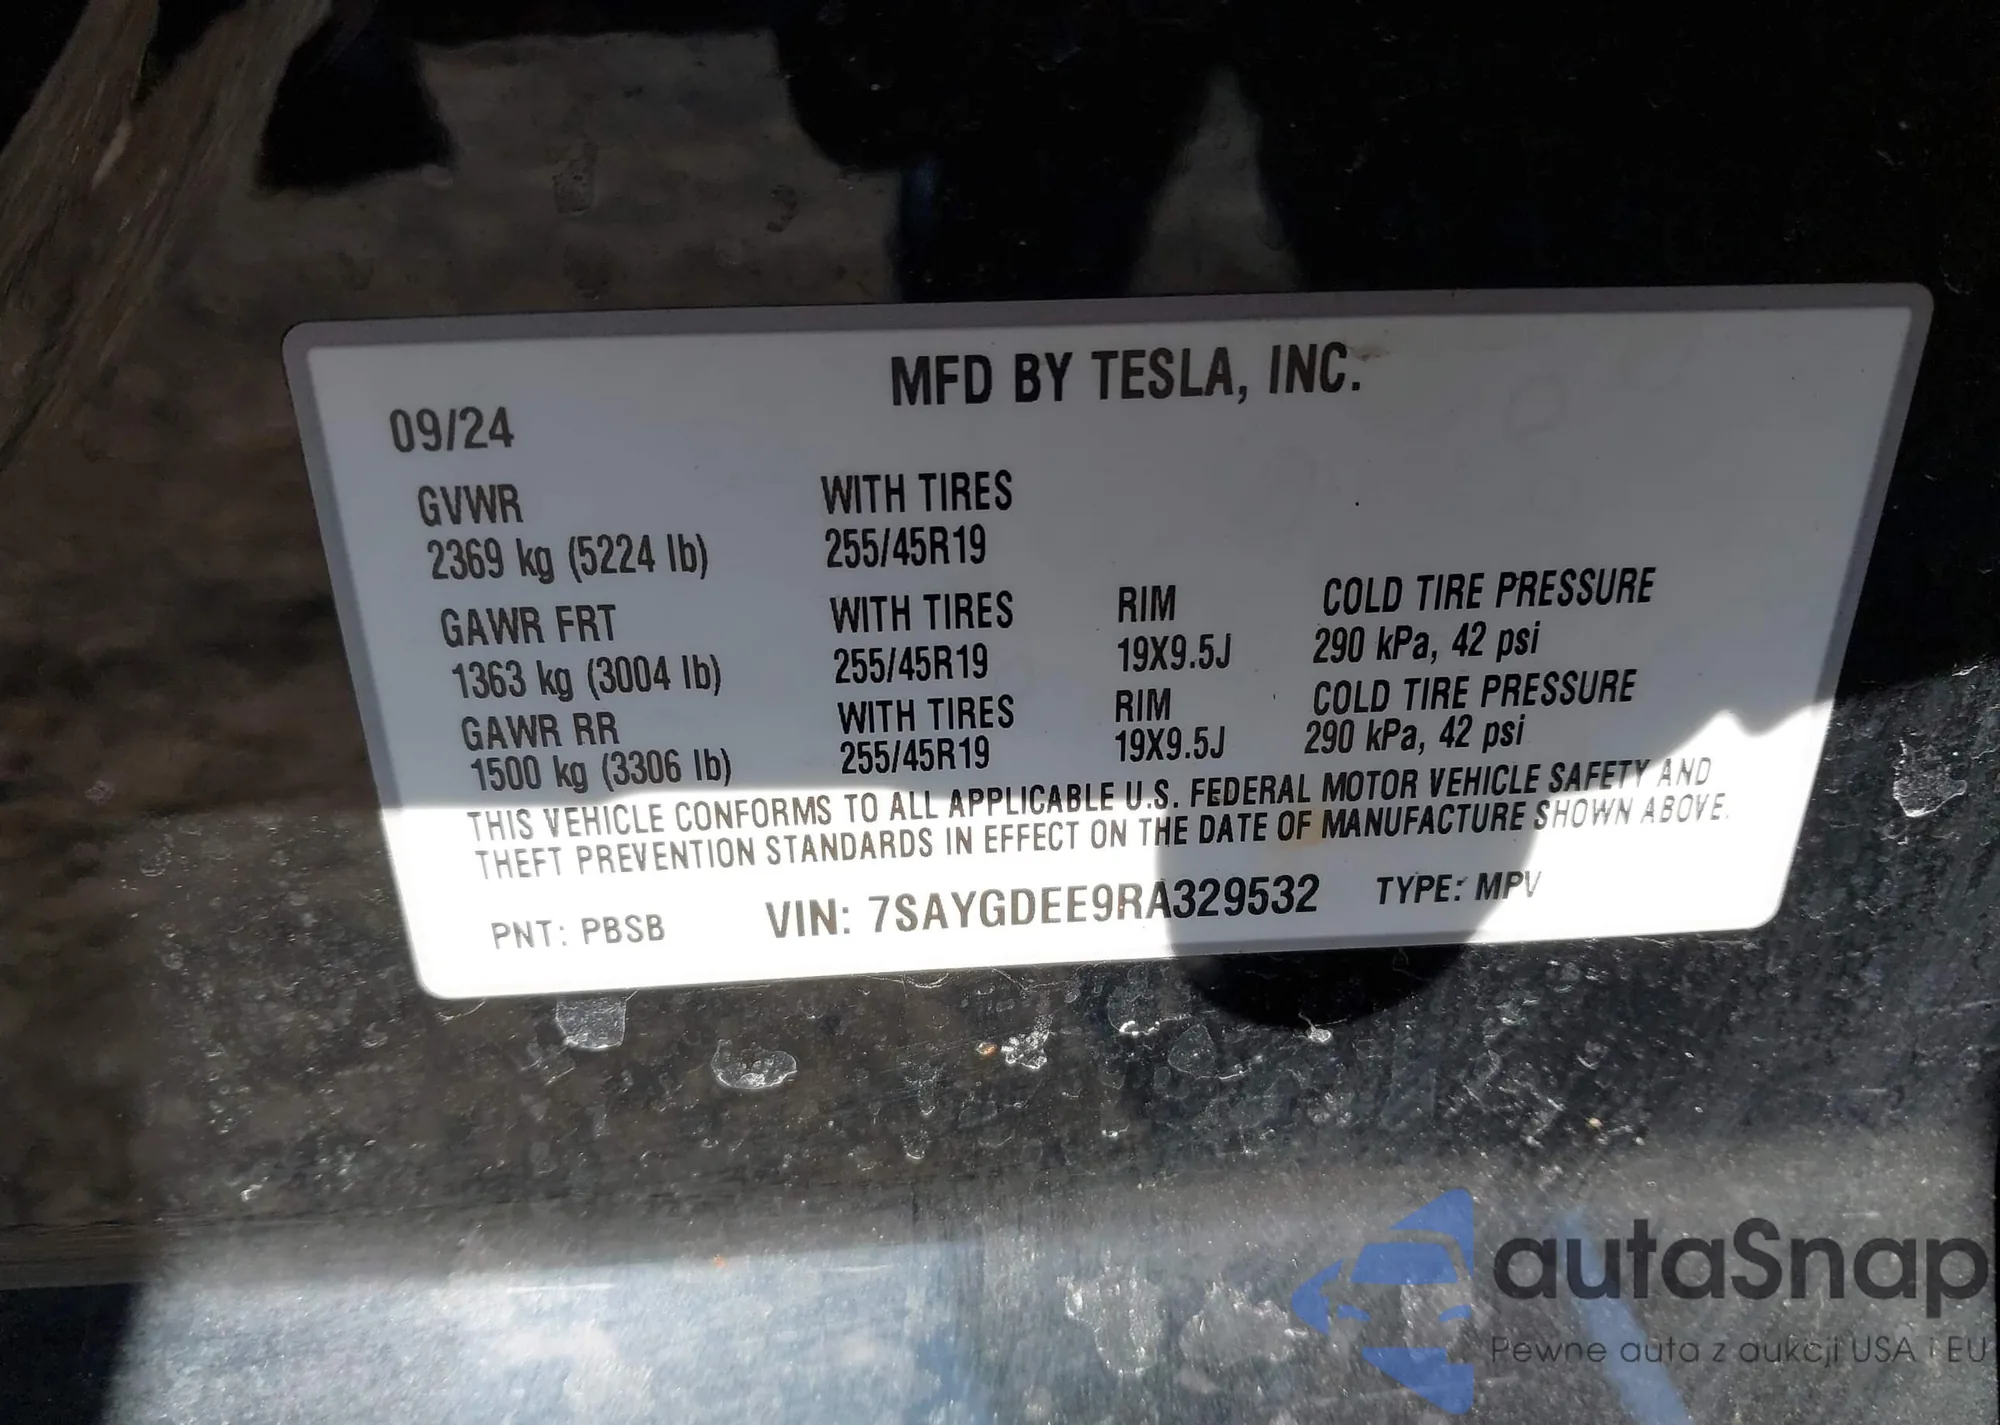 MFD BY TESLA, INC.
09/24
GVWR WITH TIRES
2369 kg (5224 lb) 255/45R19
GAWR FRT WITH TIRES RIM COLD TIRE PRESSURE
1363 kg (3004 lb) 255/45R19 19X9.5J 290 kPa, 42 psi
GAWR RR WITH TIRES RIM COLD TIRE PRESSURE
1500 kg (3306 lb) 255/45R19 19X9.5J 290 kPa, 42 psi
THIS VEHICLE CONFORMS TO ALL APPLICABLE U.S. FEDERAL MOTOR VEHICLE SAFETY AND
THEFT PREVENTION STANDARDS IN EFFECT ON THE DATE OF MANUFACTURE SHOWN ABOVE.
PNT: PBSB VIN: 7SAYGDEE9RA329532 TYPE: MPV
autaSnap
Pewne auta z aukcji USA i EU